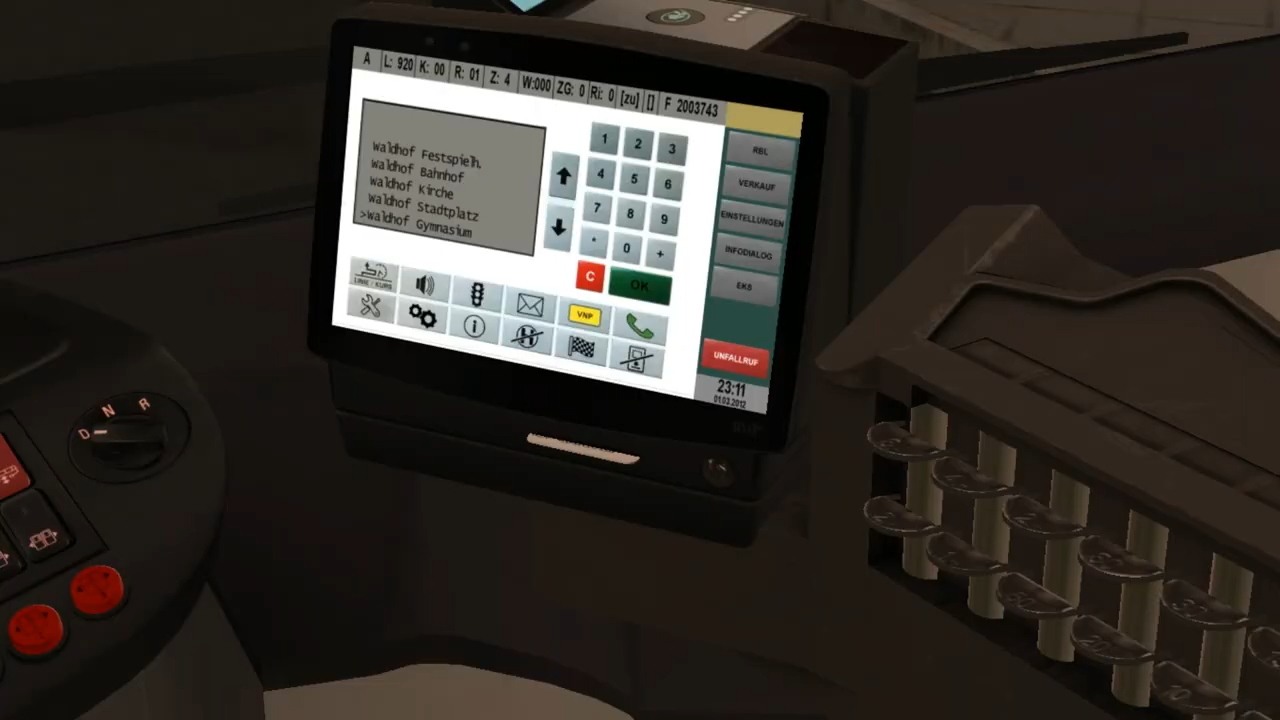 A L: 920 K: 00 R: 01 Z: 4 W:000 ZG: 0 Ri: 0 [zu] [] F 2003743
Waldhof Festspielh.
Waldhof Bahnhof
Waldhof Kirche
Waldhof Stadtplatz
>Waldhof Gymnasium
1 2 3
4 5 6
7 8 9
* 0 +
C OK
RBL
VERKAUF
EINSTELLUNGEN
INFODIALOG
EKS
UNFALLRUF
23:11
01.03.2012
LINIE / KURS
VNP
D N R